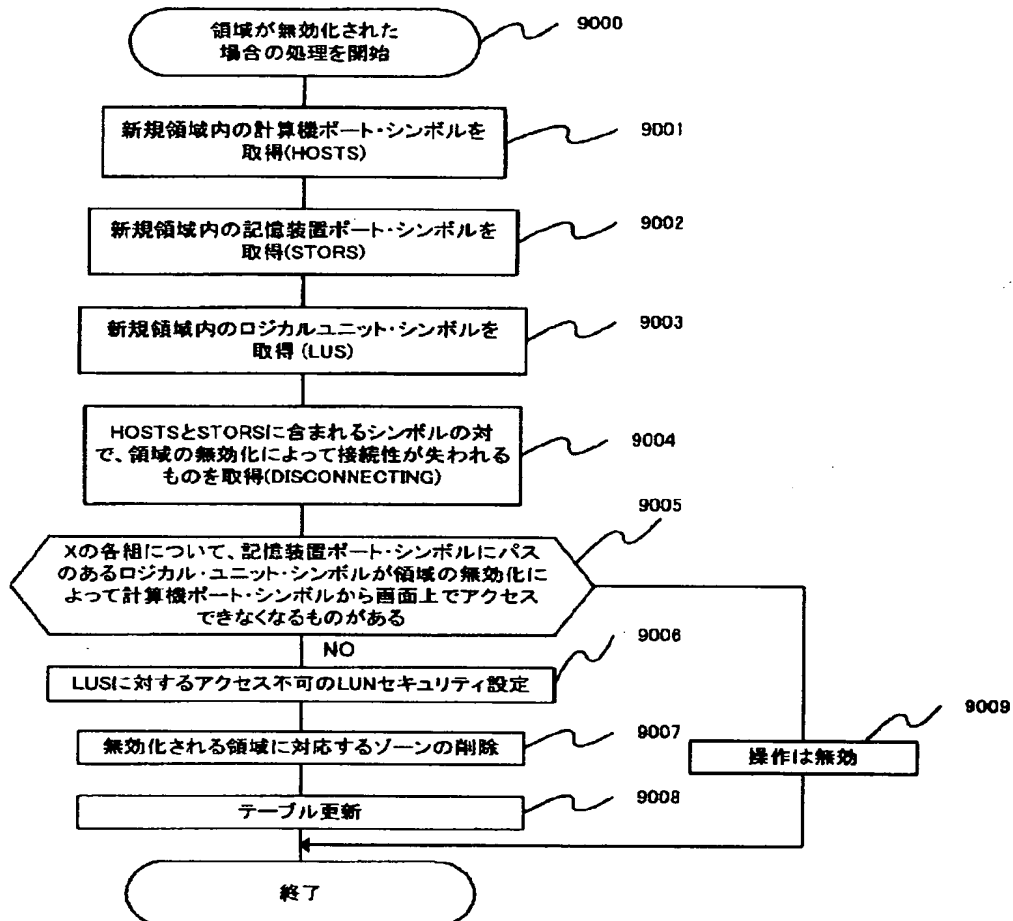 領域が無効化された
場合の処理を開始
9000
新規領域内の計算機ポート・シンボルを
取得(HOSTS)
9001
新規領域内の記憶装置ポート・シンボルを
取得(STORS)
9002
新規領域内のロジカルユニット・シンボルを
取得(LUS)
9003
HOSTSとSTORSに含まれるシンボルの対
で、領域の無効化によって接続性が失われる
ものを取得(DISCONNECTING)
9004
9005
Xの各組について、記憶装置ポート・シンボルにパス
のあるロジカル・ユニット・シンボルが領域の無効化に
よって計算機ポート・シンボルから画面上でアクセス
できなくなるものがある
NO
9006
LUSに対するアクセス不可のLUNセキュリティ設定
9009
無効化される領域に対応するゾーンの削除
9007
操作は無効
テーブル更新
9008
終了